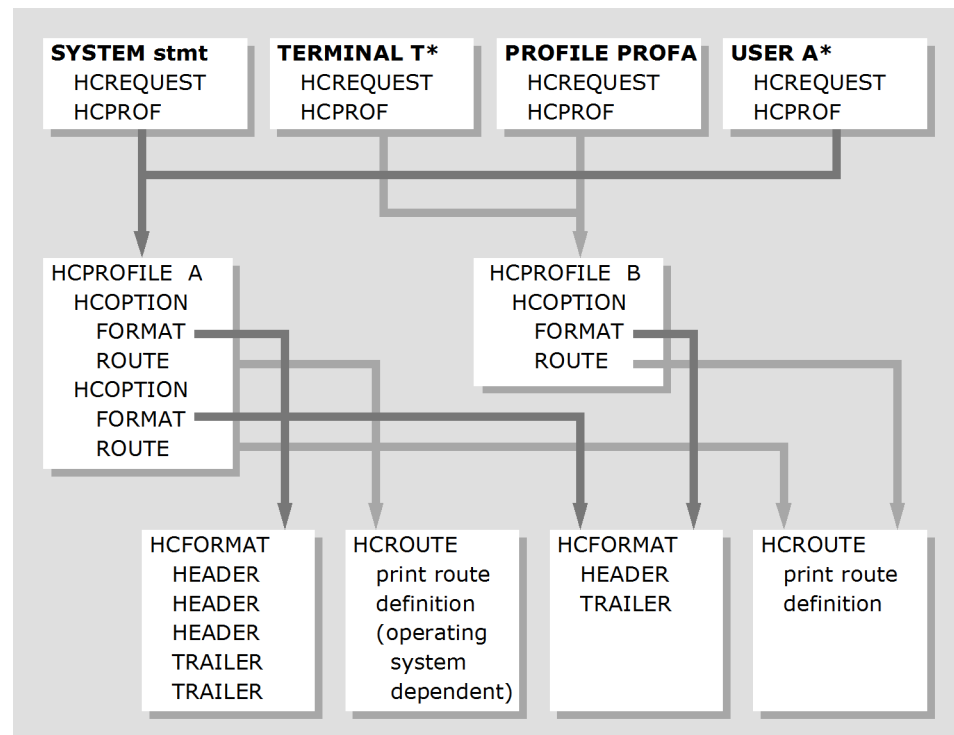 SYSTEM stmt
HCREQUEST
HCPROF
TERMINAL T*
HCREQUEST
HCPROF
PROFILE PROFA
HCREQUEST
HCPROF
USER A*
HCREQUEST
HCPROF
HCPROFILE A
HCOPTION
FORMAT
ROUTE
HCOPTION
FORMAT
ROUTE
HCPROFILE B
HCOPTION
FORMAT
ROUTE
HCFORMAT
HEADER
HEADER
HEADER
TRAILER
TRAILER
HCROUTE
print route
definition
(operating
system
dependent)
HCFORMAT
HEADER
TRAILER
HCROUTE
print route
definition